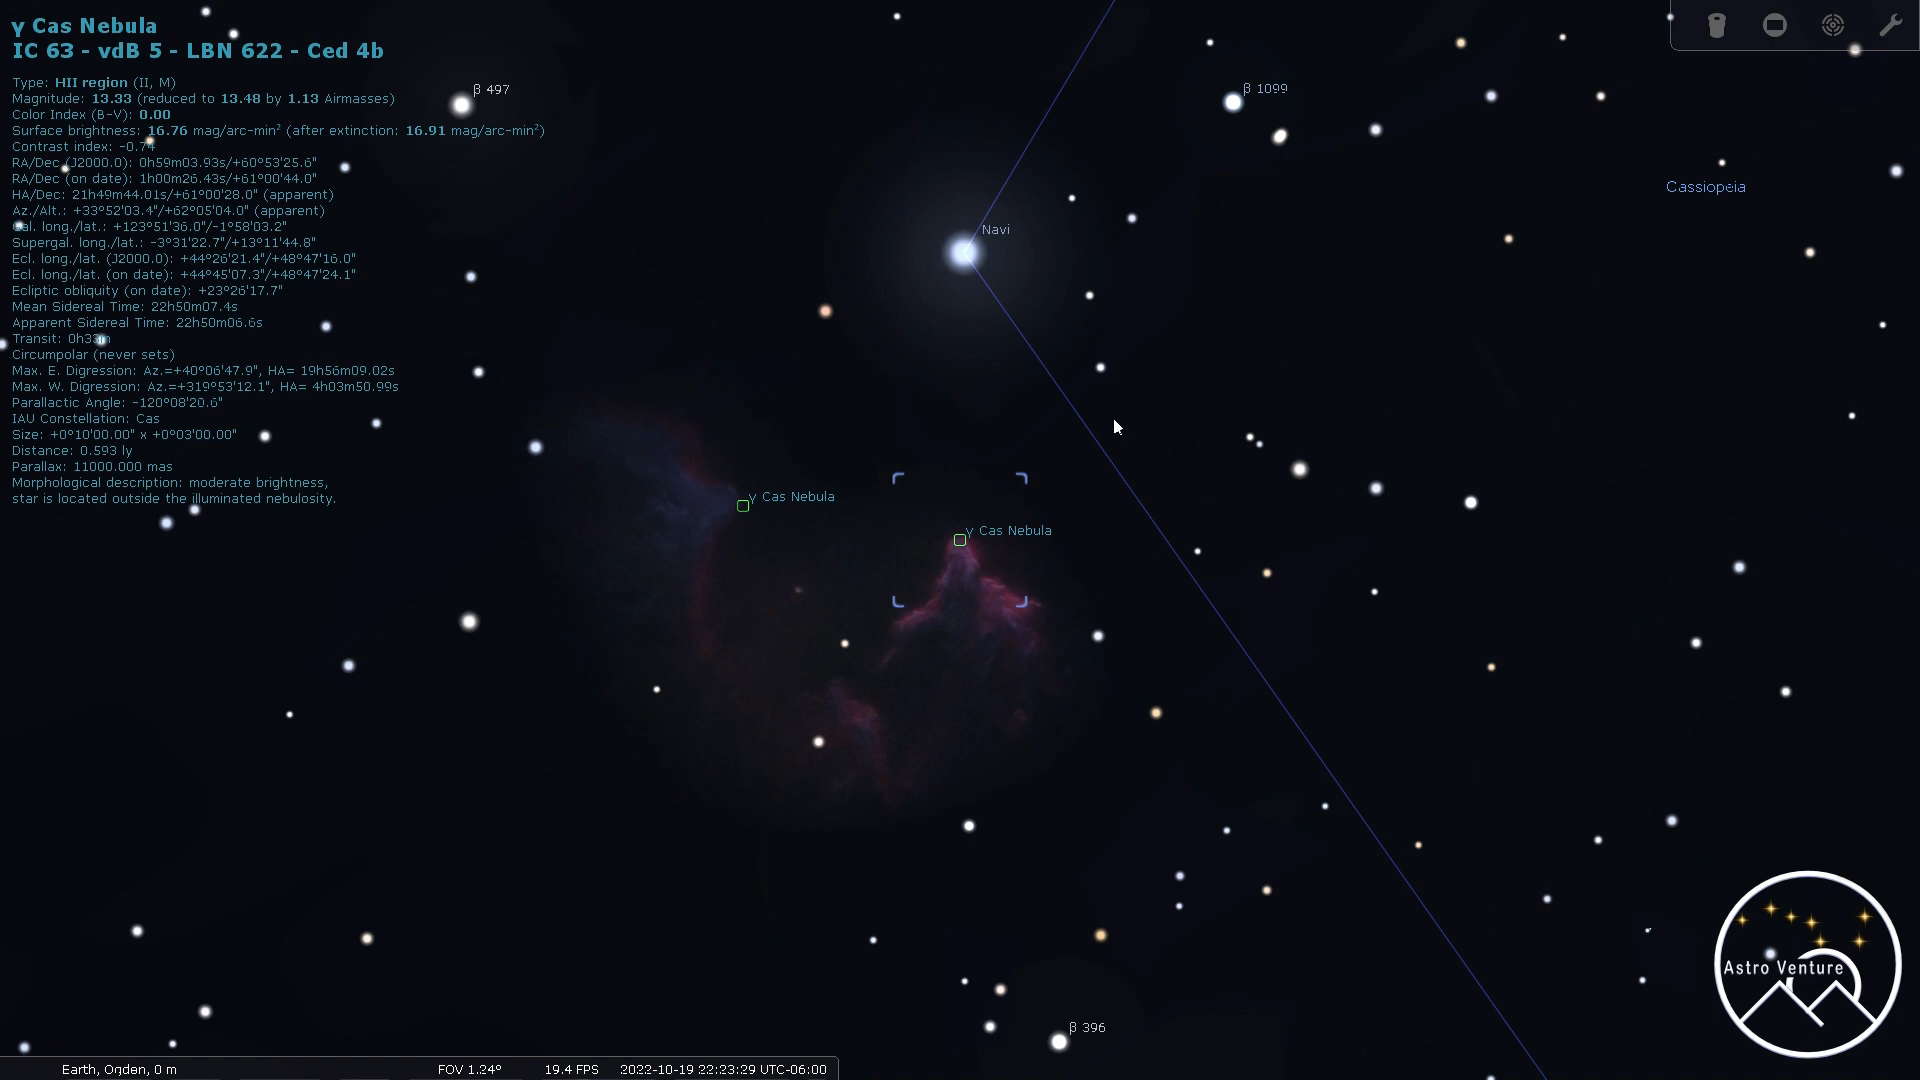 γ Cas Nebula
IC 63 - vdB 5 - LBN 622 - Ced 4b
Type: HII region (II, M)
Magnitude: 13.33 (reduced to 13.48 by 1.13 Airmasses)
Color Index (B-V): 0.00
Surface brightness: 16.76 mag/arc-min² (after extinction: 16.91 mag/arc-min²)
Contrast index: -0.74
RA/Dec (J2000.0): 0h59m03.93s/+60°53'25.6"
RA/Dec (on date): 1h00m26.43s/+61°00'44.0"
HA/Dec: 21h49m44.01s/+61°00'28.0" (apparent)
Az./Alt.: +33°52'03.4"/+62°05'04.0" (apparent)
Gal. long./lat.: +123°51'36.0"/-1°58'03.2"
Supergal. long./lat.: -3°31'22.7"/+13°11'44.8"
Ecl. long./lat. (J2000.0): +44°26'21.4"/+48°47'16.0"
Ecl. long./lat. (on date): +44°45'07.3"/+48°47'24.1"
Ecliptic obliquity (on date): +23°26'17.7"
Mean Sidereal Time: 22h50m07.4s
Apparent Sidereal Time: 22h50m06.6s
Transit: 0h33m
Circumpolar (never sets)
Max. E. Digression: Az.=+40°06'47.9", HA= 19h56m09.02s
Max. W. Digression: Az.=+319°53'12.1", HA= 4h03m50.99s
Parallactic Angle: -120°08'20.6"
IAU Constellation: Cas
Size: +0°10'00.00" x +0°03'00.00"
Distance: 0.593 ly
Parallax: 11000.000 mas
Morphological description: moderate brightness,
star is located outside the illuminated nebulosity.
β 497
β 1099
Cassiopeia
Navi
γ Cas Nebula
γ Cas Nebula
Astro Venture
β 396
Earth, Ogden, 0 m
FOV 1.24°
19.4 FPS
2022-10-19 22:23:29 UTC-06:00